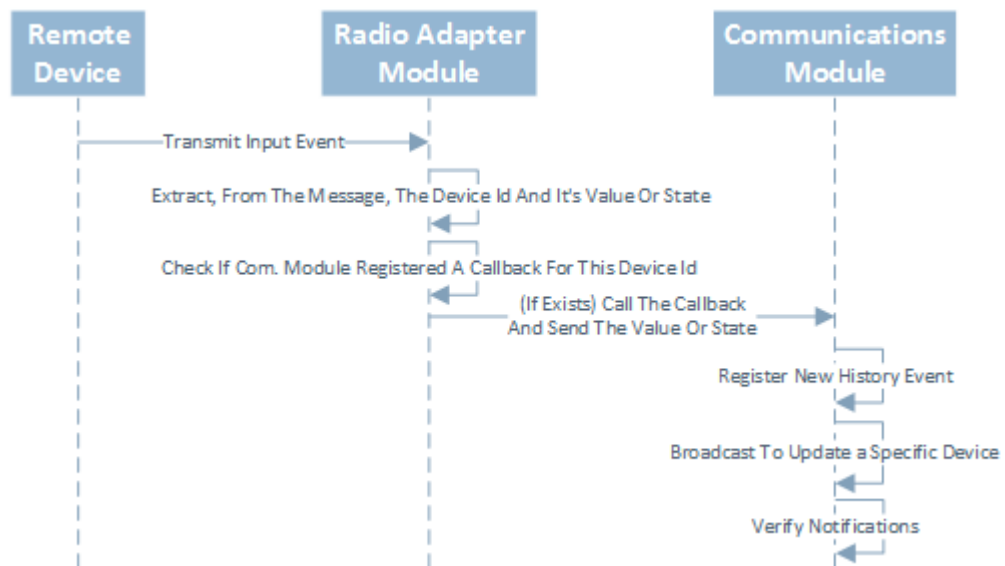 Remote
Device
Radio Adapter
Module
Communications
Module
Transmit Input Event
Extract, From The Message, The Device Id And It's Value Or State
Check If Com. Module Registered A Callback For This Device Id
(If Exists) Call The Callback
And Send The Value Or State
Register New History Event
Broadcast To Update a Specific Device
Verify Notifications